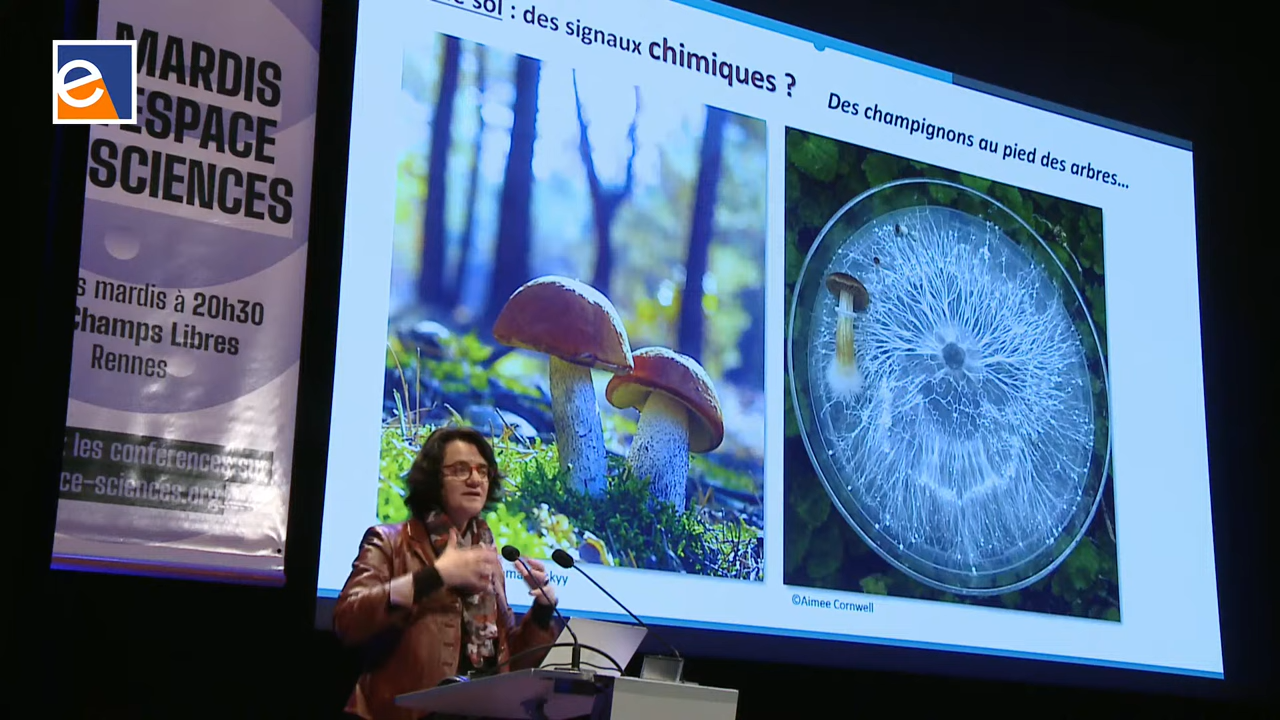 MARDIS
ESPACE
SCIENCES
s mardis à 20h30
Champs Libres
Rennes
les conférences
ce-sciences.org
e
sol : des signaux chimiques ?
Des champignons au pied des arbres...
©Aimee Cornwell